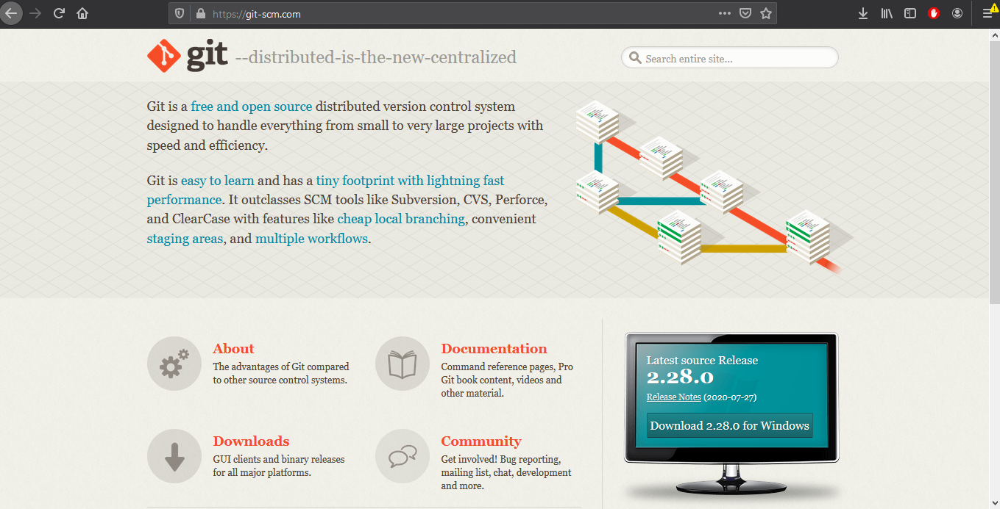 https://git-scm.com
git --distributed-is-the-new-centralized
Search entire site...
Git is a free and open source distributed version control system
designed to handle everything from small to very large projects with
speed and efficiency.
Git is easy to learn and has a tiny footprint with lightning fast
performance. It outclasses SCM tools like Subversion, CVS, Perforce,
and ClearCase with features like cheap local branching, convenient
staging areas, and multiple workflows.
About
The advantages of Git compared
to other source control systems.
Documentation
Command reference pages, Pro
Git book content, videos and
other material.
Downloads
GUI clients and binary releases
for all major platforms.
Community
Get involved! Bug reporting,
mailing list, chat, development
and more.
Latest source Release
2.28.0
Release Notes (2020-07-27)
Download 2.28.0 for Windows